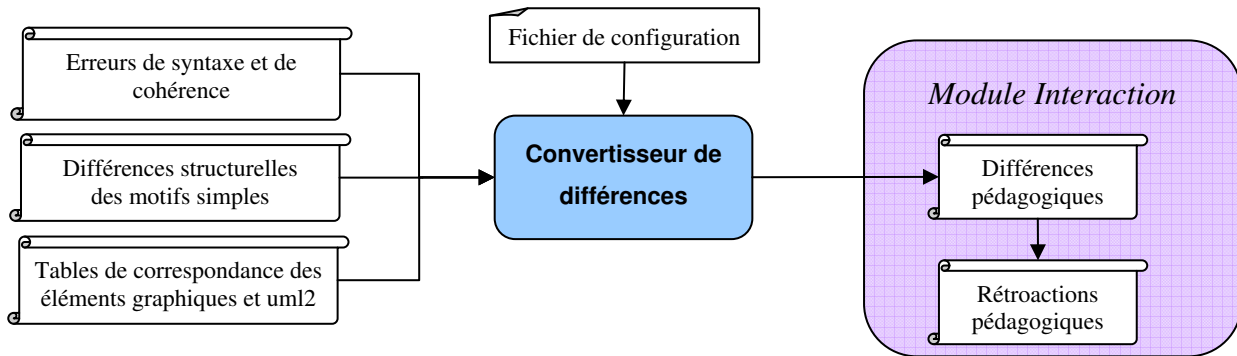 Erreurs de syntaxe et de
cohérence
Différences structurelles
des motifs simples
Tables de correspondance des
éléments graphiques et uml2
Fichier de configuration
Convertisseur de
différences
Module Interaction
Différences
pédagogiques
Rétroactions
pédagogiques